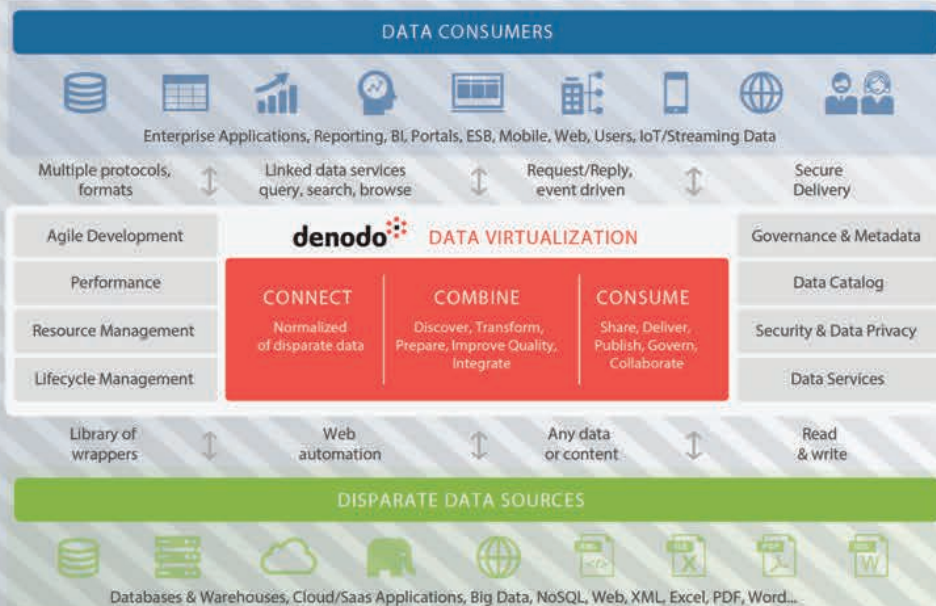 DATA CONSUMERS
Enterprise Applications, Reporting, BI, Portals, ESB, Mobile, Web, Users, IoT/Streaming Data
Multiple protocols,
formats
Linked data services
query, search, browse
Request/Reply,
event driven
Secure
Delivery
Agile Development
Performance
Resource Management
Lifecycle Management
denodo DATA VIRTUALIZATION
CONNECT
Normalized
of disparate data
COMBINE
Discover, Transform,
Prepare, Improve Quality,
Integrate
CONSUME
Share, Deliver,
Publish, Govern,
Collaborate
Governance & Metadata
Data Catalog
Security & Data Privacy
Data Services
Library of
wrappers
Web
automation
Any data
or content
Read
& write
DISPARATE DATA SOURCES
</>
X
W
Databases & Warehouses, Cloud/Saas Applications, Big Data, NoSQL, Web, XML, Excel, PDF, Word...